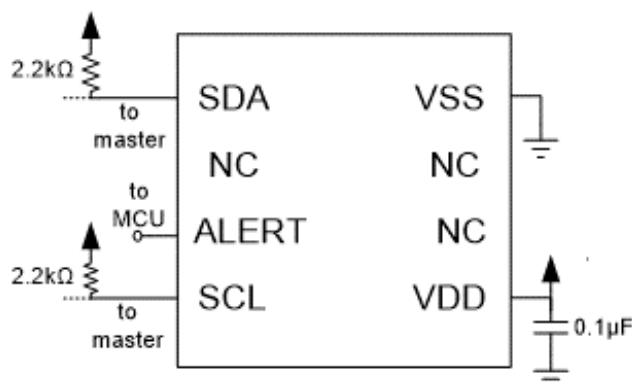 2.2kΩ
SDA
VSS
to
master
NC
NC
to
MCU
ALERT
NC
2.2kΩ
SCL
VDD
0.1µF
to
master